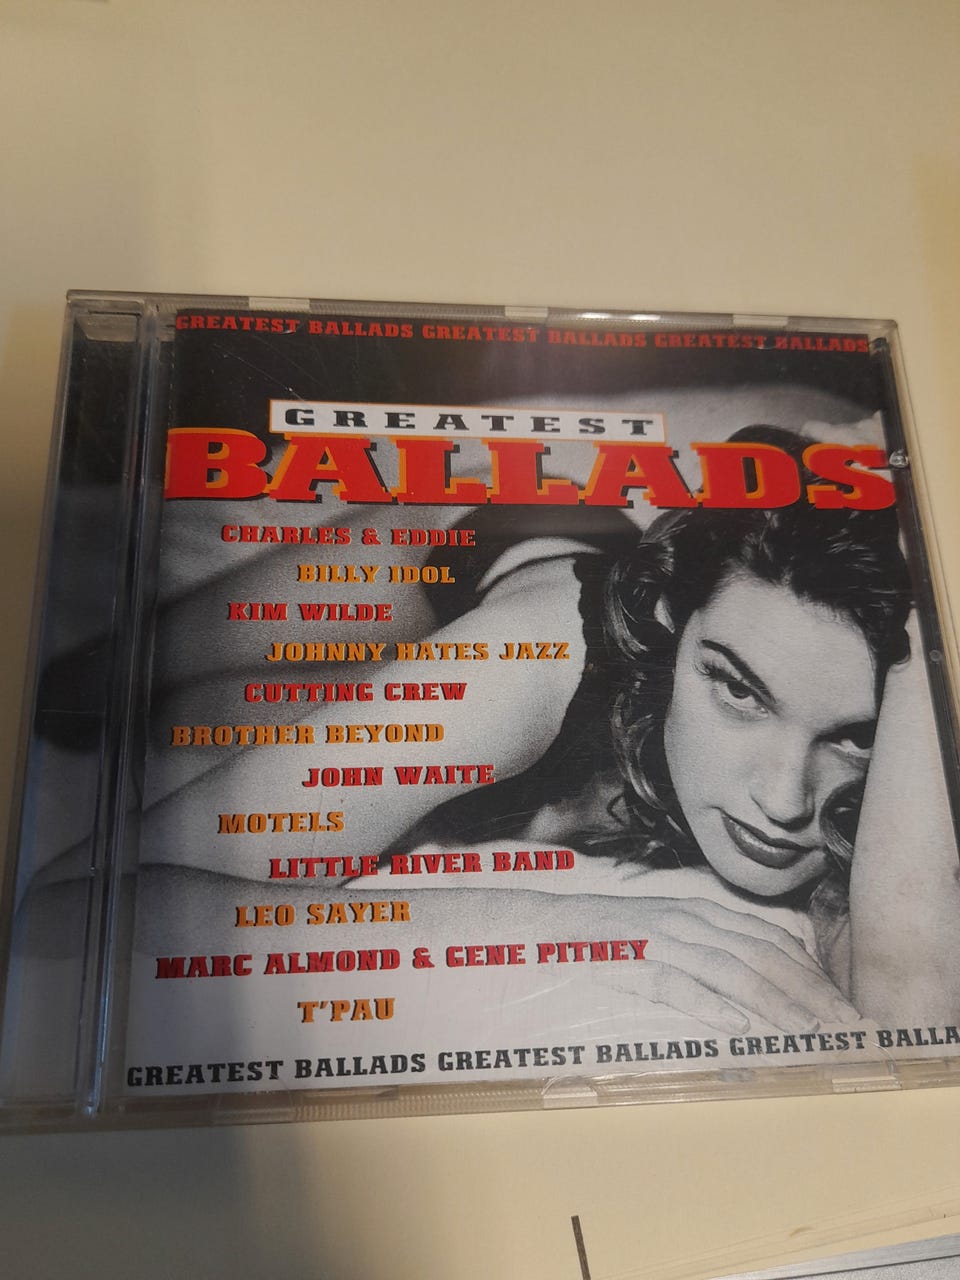 GREATEST BALLADS GREATEST BALLADS GREATEST BALLADS
GREATEST
BALLADS
CHARLES & EDDIE
BILLY IDOL
KIM WILDE
JOHNNY HATES JAZZ
CUTTING CREW
BROTHER BEYOND
JOHN WAITE
MOTELS
LITTLE RIVER BAND
LEO SAYER
MARC ALMOND & GENE PITNEY
T'PAU
GREATEST BALLADS GREATEST BALLADS GREATEST BALLA